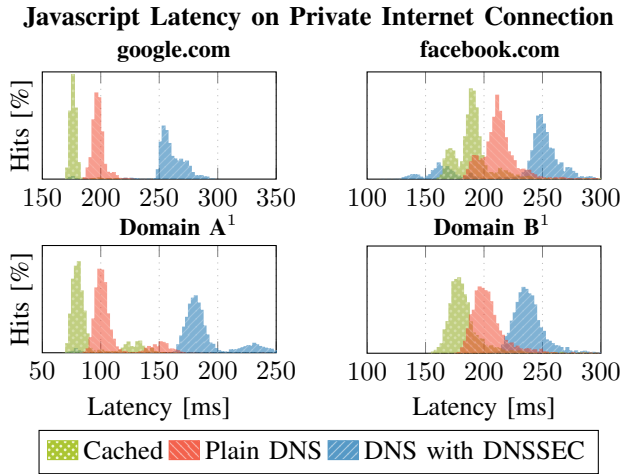 Javascript Latency on Private Internet Connection
google.com
facebook.com
Hits [%]
150 200 250 300 350
100 150 200 250 300
Domain A¹
Domain B¹
Hits [%]
50 100 150 200 250
100 150 200 250 300
Latency [ms]
Latency [ms]
Cached Plain DNS DNS with DNSSEC